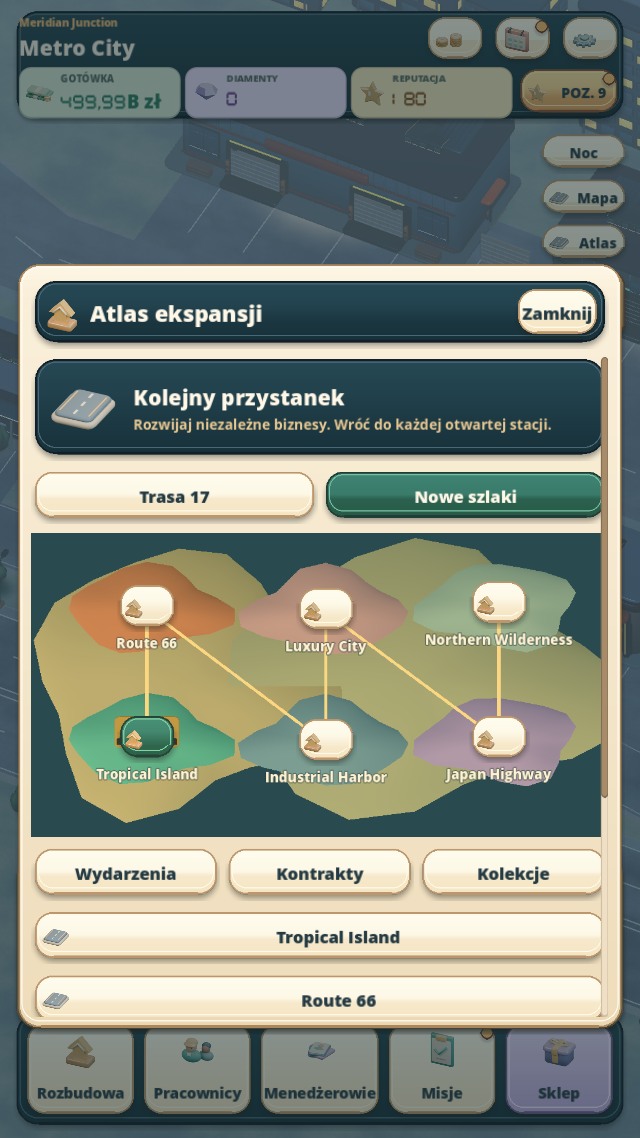 Meridian Junction
Metro City
GOTÓWKA
499,99B zł
DIAMENTY
0
REPUTACJA
180
POZ. 9
Noc
Mapa
Atlas
Atlas ekspansji
Zamknij
Kolejny przystanek
Rozwijaj niezależne biznesy. Wróć do każdej otwartej stacji.
Trasa 17
Nowe szlaki
Route 66
Luxury City
Northern Wilderness
Tropical Island
Industrial Harbor
Japan Highway
Wydarzenia
Kontrakty
Kolekcje
Tropical Island
Route 66
Rozbudowa
Pracownicy
Menedżerowie
Misje
Sklep